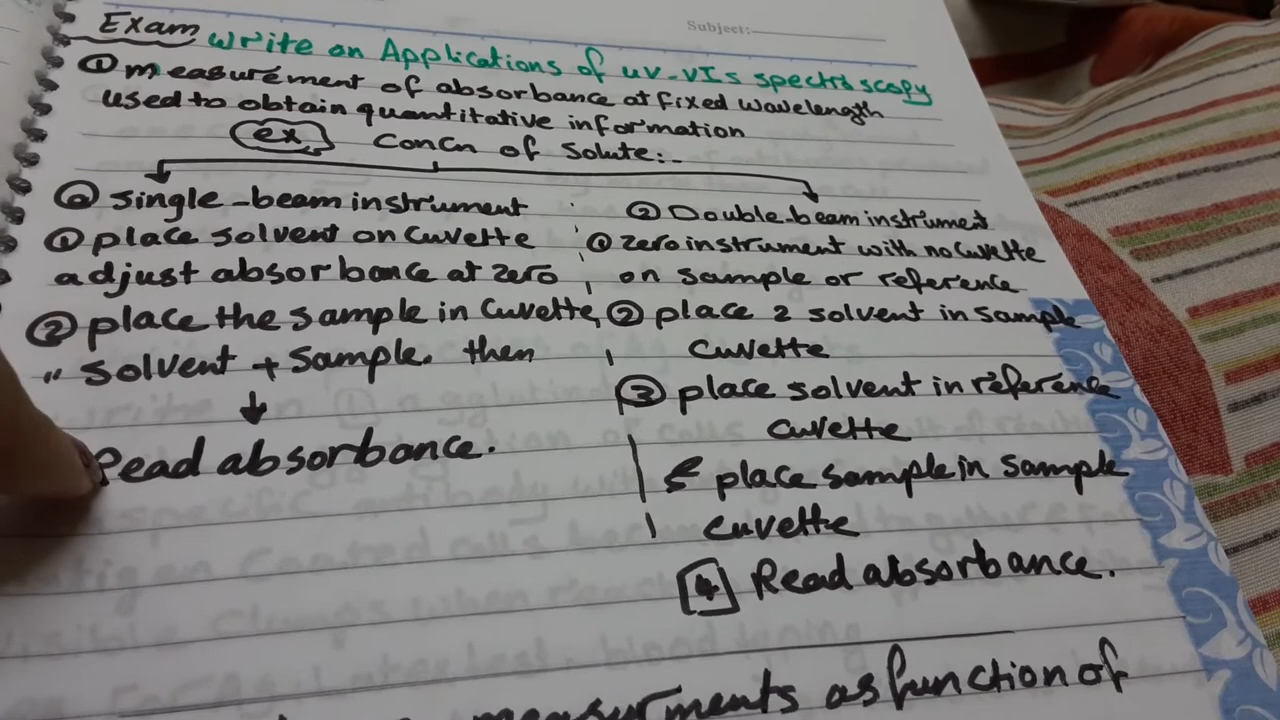 Subject:
Exam
write on Applications of uv-vis spectroscopy
① measurement of absorbance at fixed wavelength
used to obtain quantitative information
ex Concn of Solute:-
ⓐ single-beam instrument
① place solvent on Cuvette
adjust absorbance at zero
② place the sample in Cuvette
" solvent + sample. then
Read absorbance.
② Double-beam instrument
① zero instrument with no Cuvette
on sample or reference
② place 2 solvent in sample
cuvette
③ place solvent in reference
cuvette
& place sample in sample
cuvette
4 Read absorbance.
measurments as function of